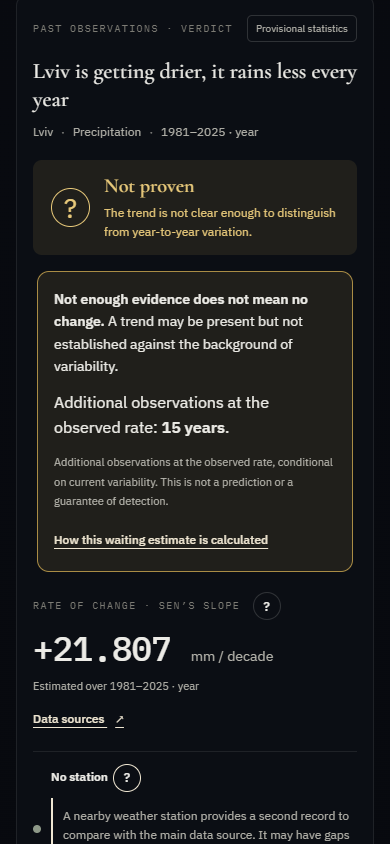 PAST OBSERVATIONS · VERDICT
Provisional statistics
Lviv is getting drier, it rains less every
year
Lviv · Precipitation · 1981–2025 · year
?
Not proven
The trend is not clear enough to distinguish
from year-to-year variation.
Not enough evidence does not mean no
change. A trend may be present but not
established against the background of
variability.
Additional observations at the
observed rate: 15 years.
Additional observations at the observed rate, conditional
on current variability. This is not a prediction or a
guarantee of detection.
How this waiting estimate is calculated
RATE OF CHANGE · SEN’S SLOPE ?
+21.807 mm / decade
Estimated over 1981–2025 · year
Data sources ↗
No station ?
A nearby weather station provides a second record to
compare with the main data source. It may have gaps